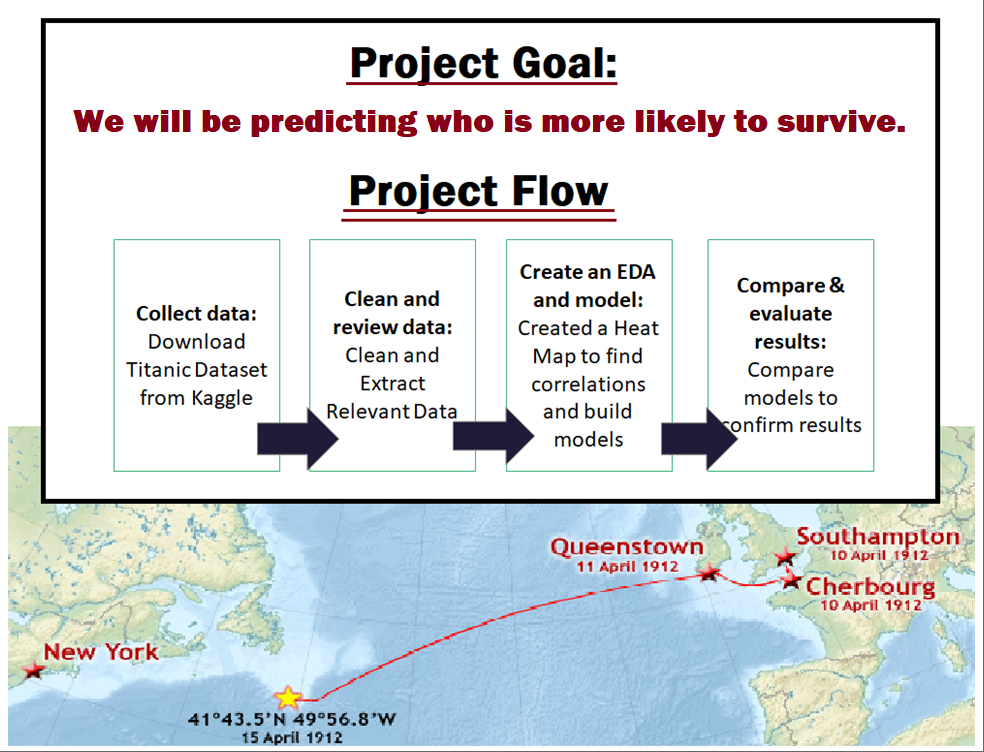 Project Goal:
We will be predicting who is more likely to survive.
Project Flow
Collect data:
Download
Titanic Dataset
from Kaggle
Clean and
review data:
Clean and
Extract
Relevant Data
Create an EDA
and model:
Created a Heat
Map to find
correlations
and build
models
Compare &
evaluate
results:
Compare
models to
confirm results
Southampton
10 April 1912
Queenstown
11 April 1912
Cherbourg
10 April 1912
New York
41°43.5'N 49°56.8'W
15 April 1912